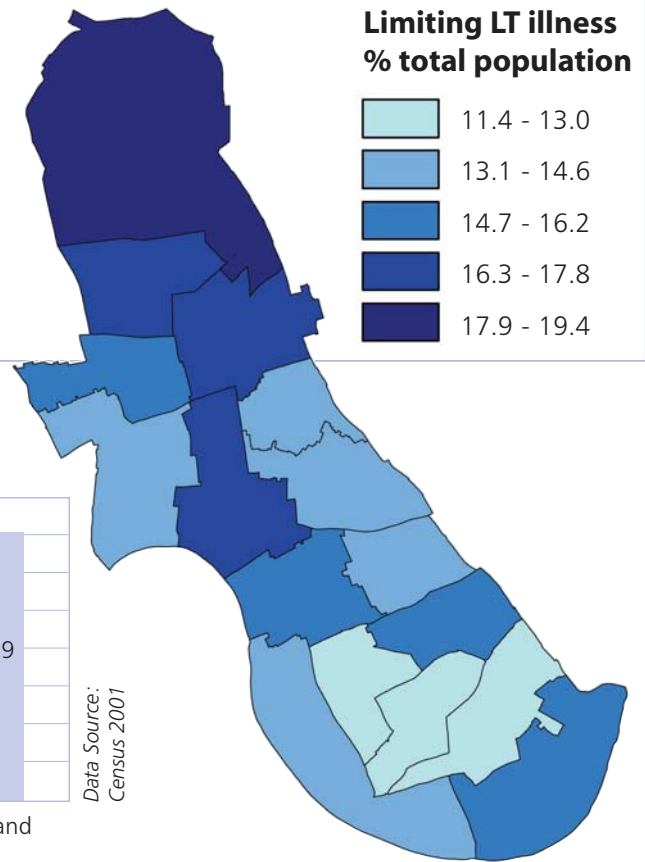 Limiting LT illness
% total population
11.4 - 13.0
13.1 - 14.6
14.7 - 16.2
16.3 - 17.8
17.9 - 19.4
9
Data Source:
Census 2001
and